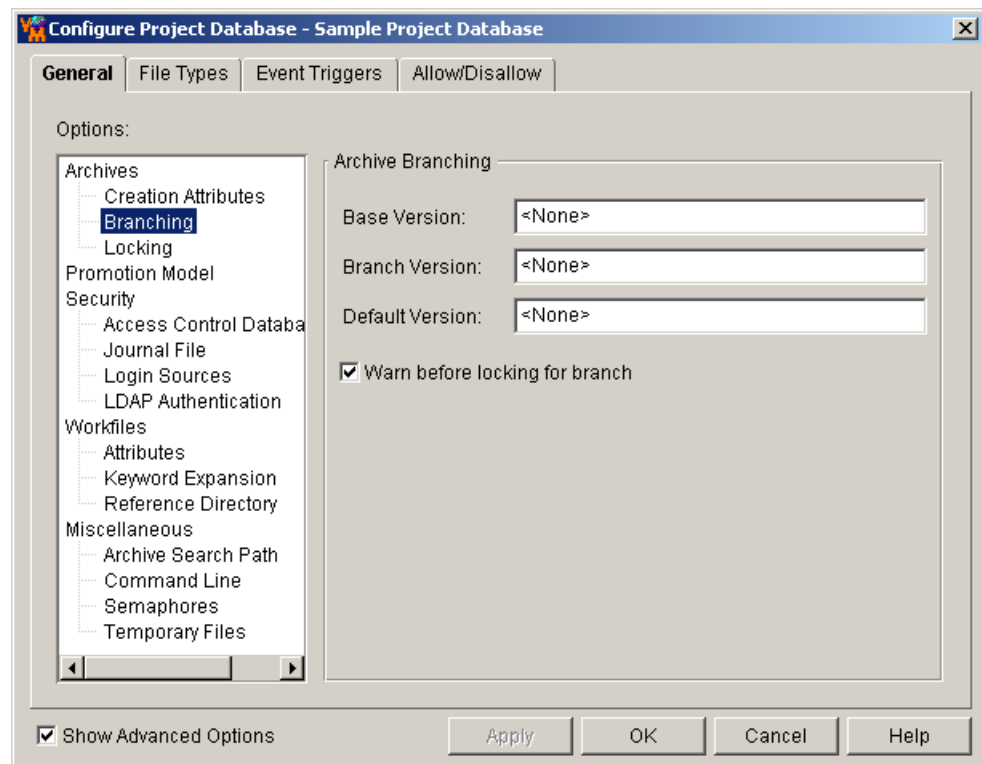 Configure Project Database - Sample Project Database
General File Types Event Triggers Allow/Disallow
Options:
Archives
Creation Attributes
Branching
Locking
Promotion Model
Security
Access Control Databa
Journal File
Login Sources
LDAP Authentication
Workfiles
Attributes
Keyword Expansion
Reference Directory
Miscellaneous
Archive Search Path
Command Line
Semaphores
Temporary Files
Archive Branching
Base Version: <None>
Branch Version: <None>
Default Version: <None>
Warn before locking for branch
Show Advanced Options
Apply OK Cancel Help